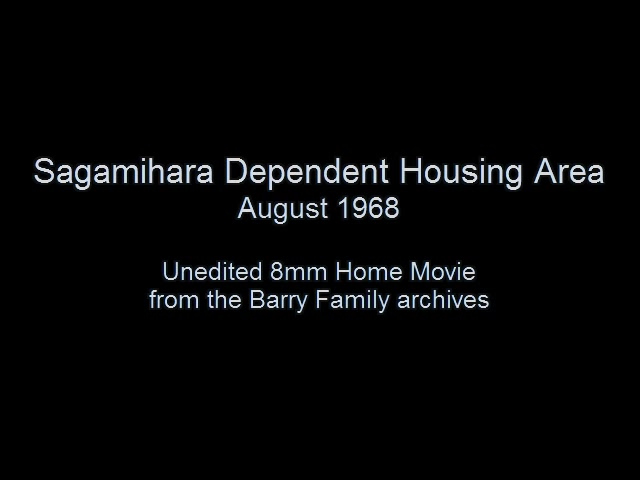 Sagamihara Dependent Housing Area
August 1968
Unedited 8mm Home Movie
from the Barry Family archives